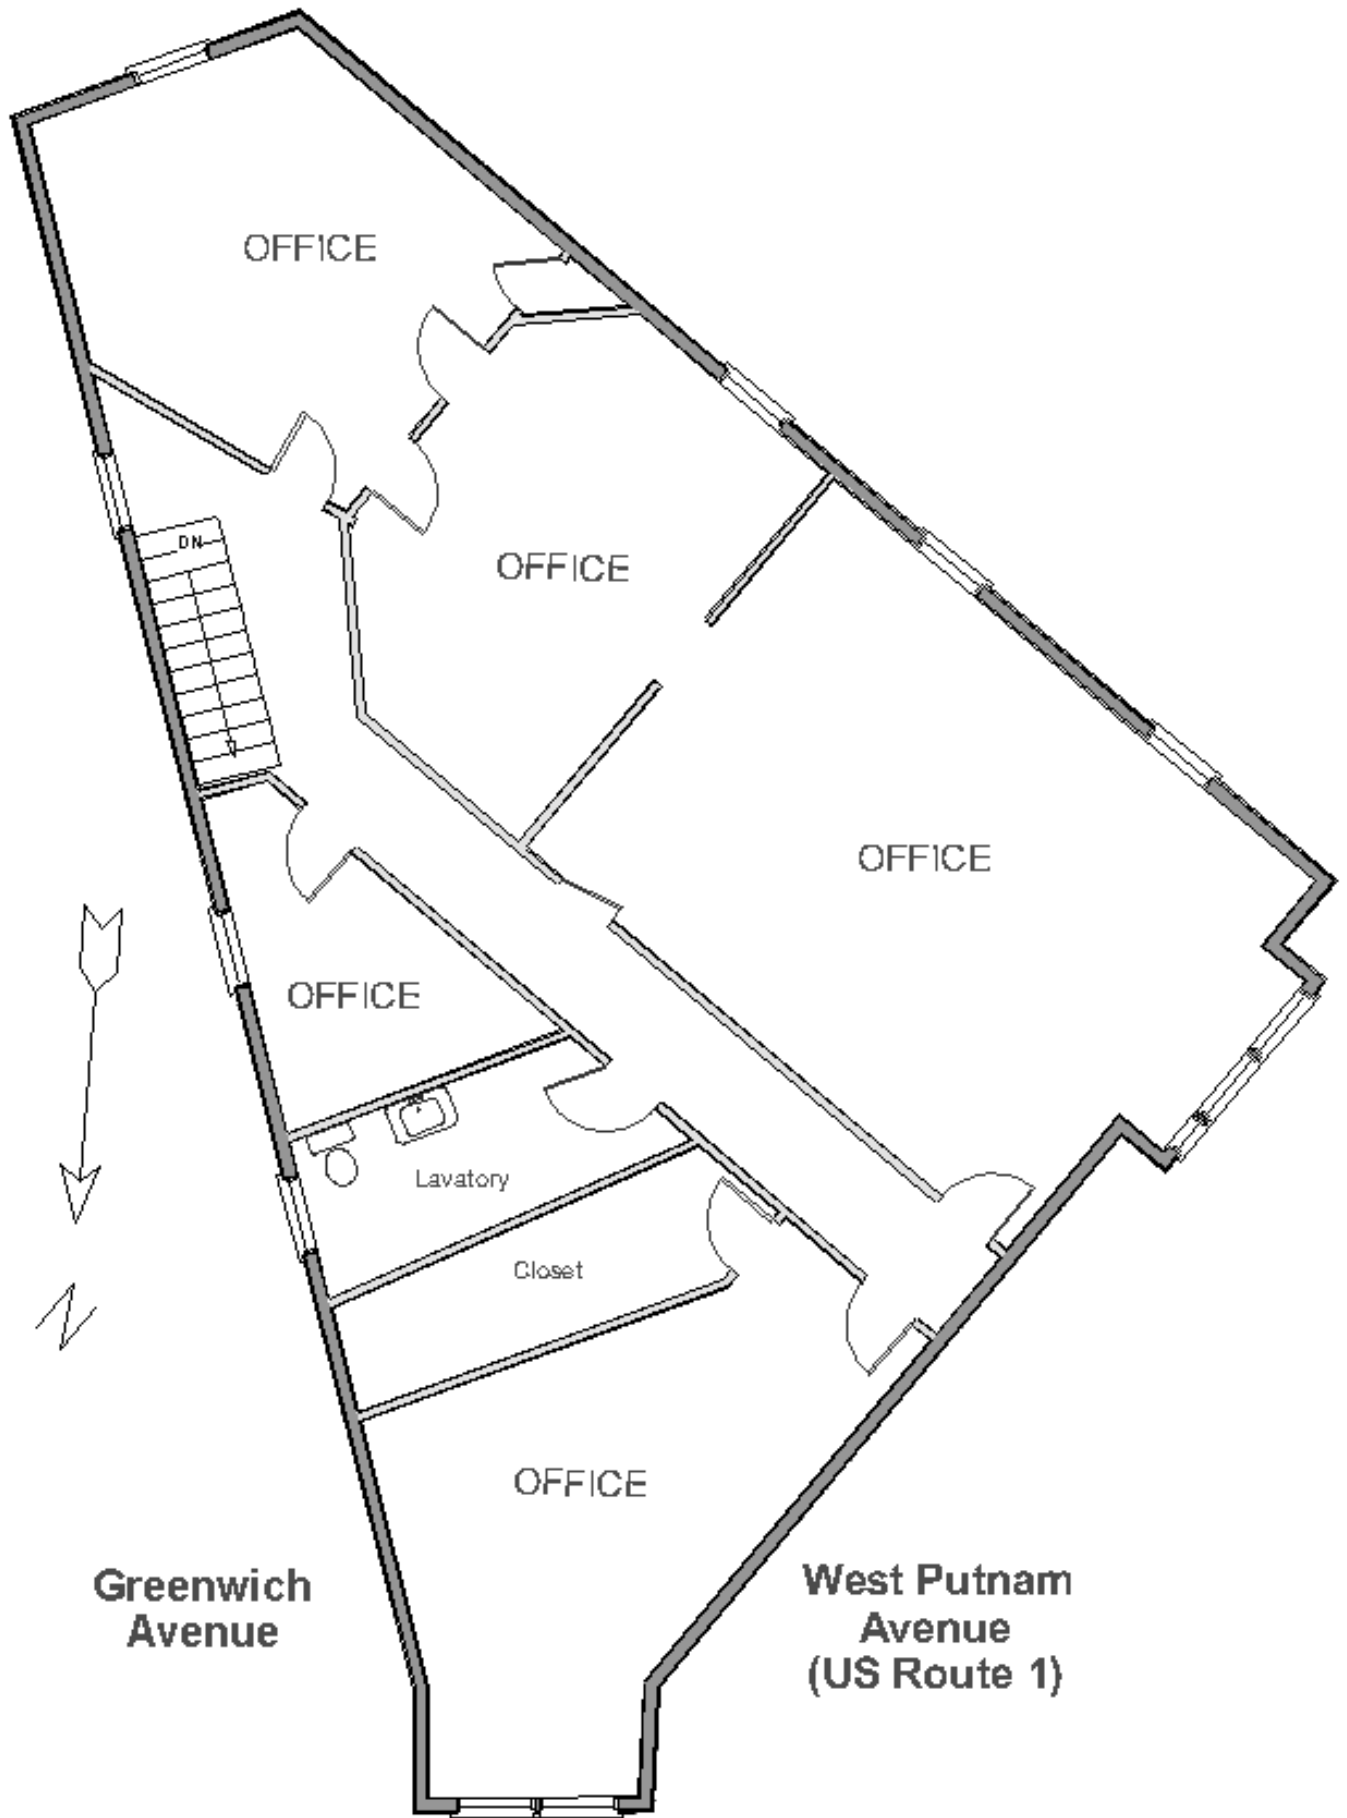 OFFICE
DN
OFFICE
OFFICE
OFFICE
Lavatory
Closet
OFFICE
N
Greenwich
Avenue
West Putnam
Avenue
(US Route 1)